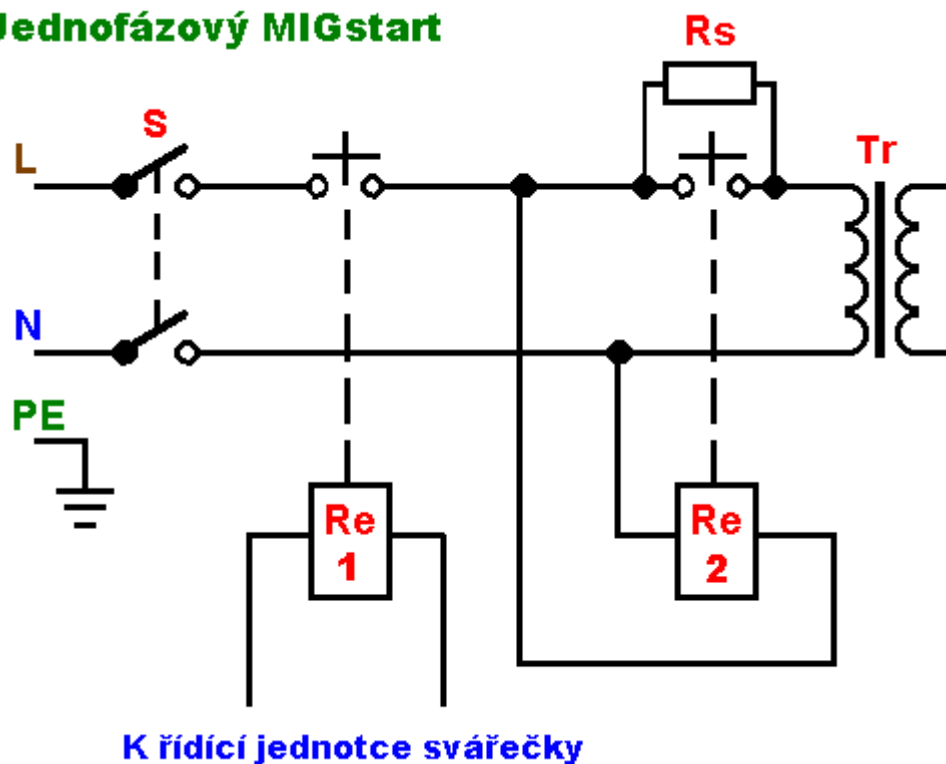 Jednofázový MIGstart
Rs
S
L
Tr
N
PE
Re
1
Re
2
K řídící jednotce svářečky